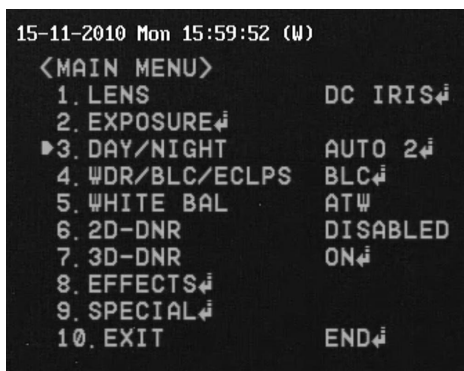 15-11-2010 Mon 15:59:52 (W)
<MAIN MENU>
1. LENS DC IRIS↲
2. EXPOSURE↲
3. DAY/NIGHT AUTO 2↲
4. WDR/BLC/ECLPS BLC↲
5. WHITE BAL ATW
6. 2D-DNR DISABLED
7. 3D-DNR ON↲
8. EFFECTS↲
9. SPECIAL↲
10. EXIT END↲